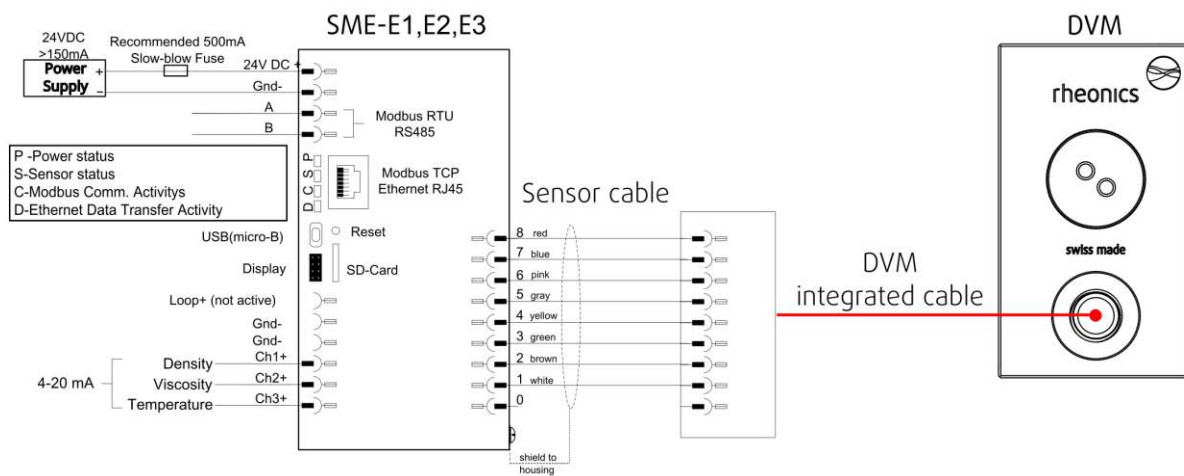 SME-E1,E2,E3
DVM
24VDC
>150mA
Recommended 500mA
Slow-blow Fuse
Power
Supply
+
-
24V DC +
Gnd-
A
B
Modbus RTU
RS485
P -Power status
S-Sensor status
C-Modbus Comm. Activitys
D-Ethernet Data Transfer Activity
P
S
C
D
Modbus TCP
Ethernet RJ45
USB(micro-B)
Reset
Display
SD-Card
Loop+ (not active)
Gnd-
Gnd-
4-20 mA
Density
Ch1+
Viscosity
Ch2+
Temperature
Ch3+
Sensor cable
8 red
7 blue
6 pink
5 gray
4 yellow
3 green
2 brown
1 white
0
shield to
housing
DVM
integrated cable
rheonics
swiss made